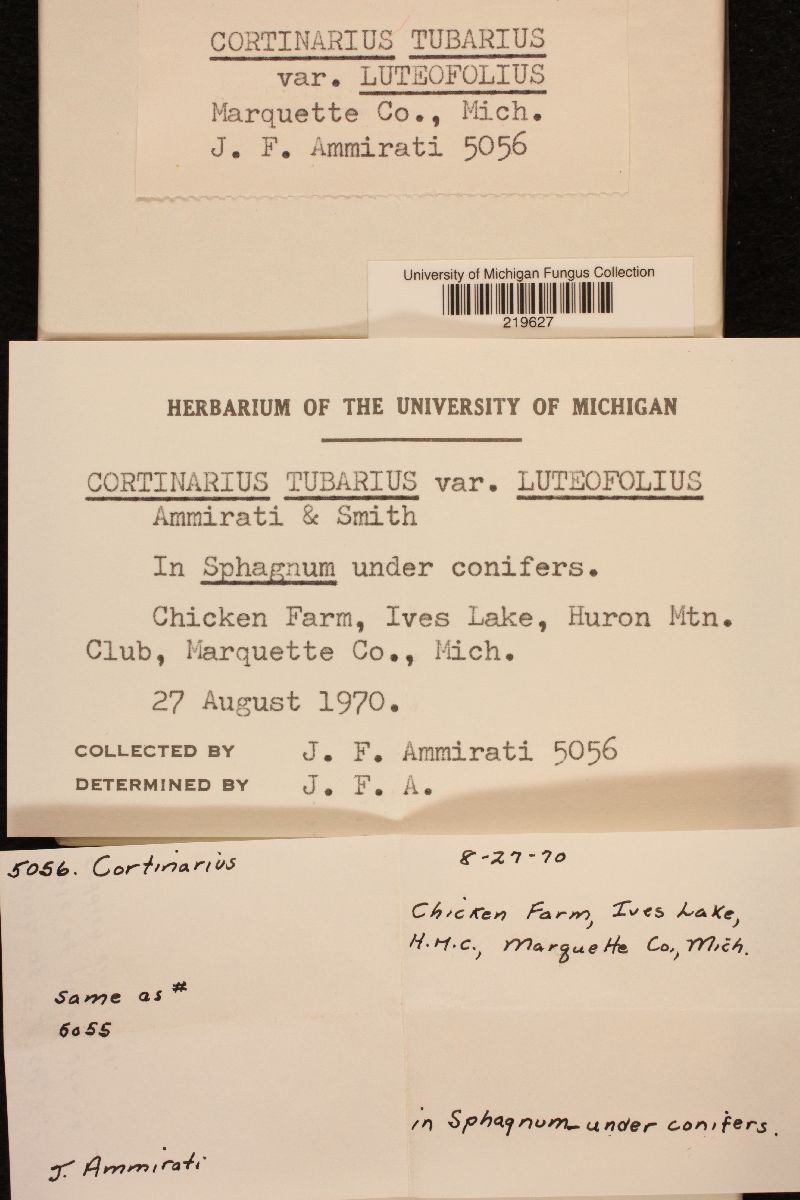 CORTINARIUS TUBARIUS
var. LUTEOFOLIUS
Marquette Co., Mich.
J. F. Ammirati 5056
University of Michigan Fungus Collection
219627
HERBARIUM OF THE UNIVERSITY OF MICHIGAN
CORTINARIUS TUBARIUS var. LUTEOFOLIUS
Ammirati & Smith
In Sphagnum under conifers.
Chicken Farm, Ives Lake, Huron Mtn.
Club, Marquette Co., Mich.
27 August 1970.
COLLECTED BY J. F. Ammirati 5056
DETERMINED BY J. F. A.
5056. Cortinarius
8-27-70
Chicken Farm, Ives Lake,
H.M.C., Marquette Co., Mich.
Same as #
5055
in Sphagnum under conifers.
J. Ammirati